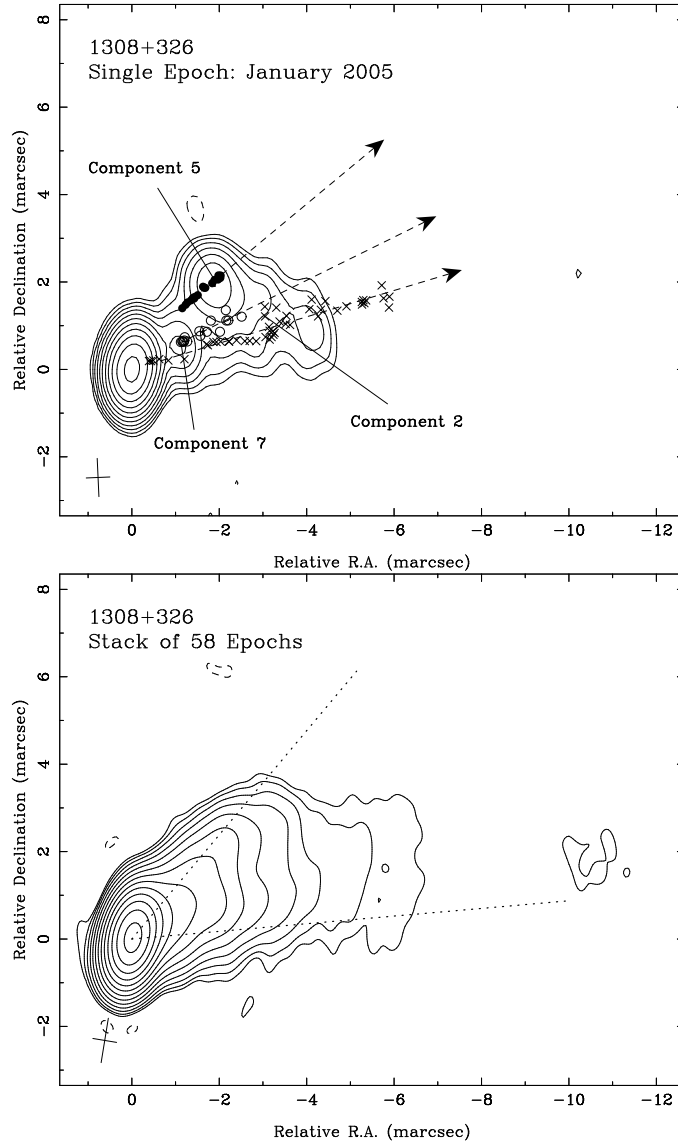 1308+326
Single Epoch: January 2005
Component 5
Component 2
Component 7
Relative Declination (marcsec)
8
6
4
2
0
−2
0 −2 −4 −6 −8 −10 −12
Relative R.A. (marcsec)
1308+326
Stack of 58 Epochs
Relative Declination (marcsec)
8
6
4
2
0
−2
0 −2 −4 −6 −8 −10 −12
Relative R.A. (marcsec)